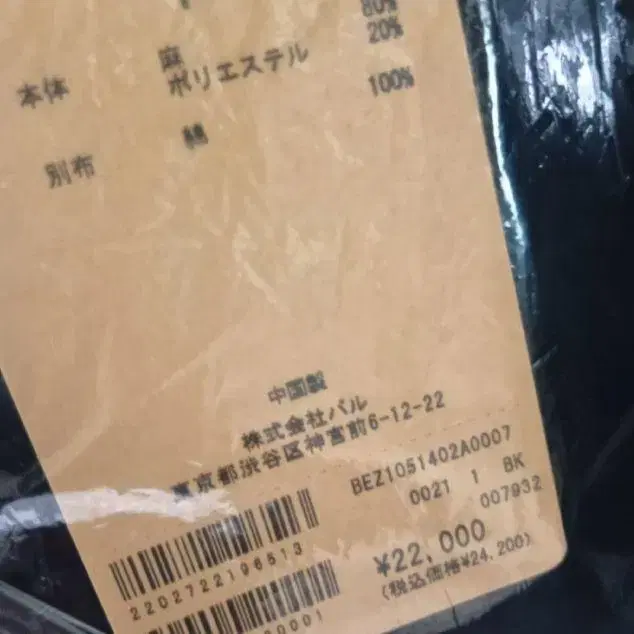 80%
本体 麻 20%
ポリエステル
別布 綿 100%
中国製
株式会社パル
東京都渋谷区神宮前6-12-22
BEZ1051402A0007
0021 1 BK
007932
2202722196513
¥22,000
(税込価格¥24,200)
0001